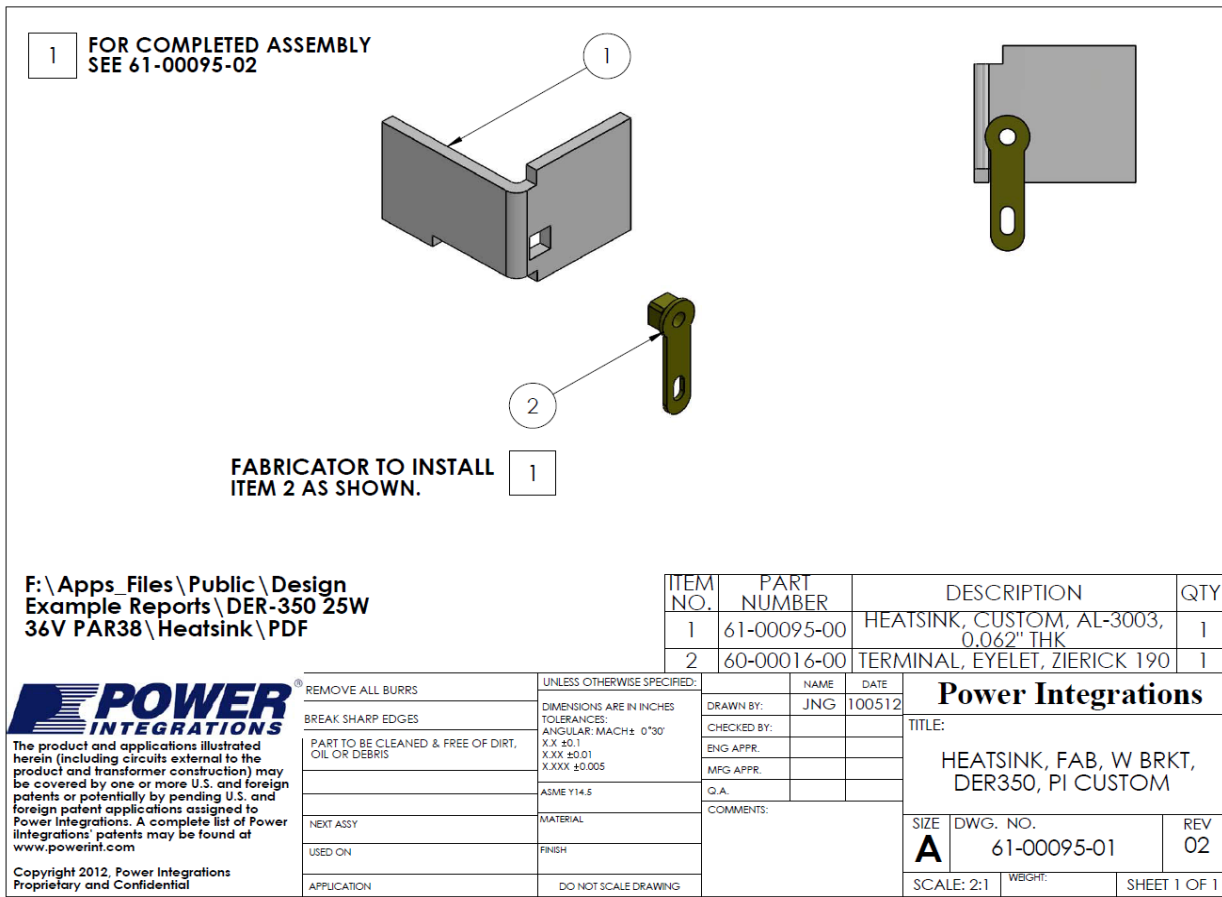 1
FOR COMPLETED ASSEMBLY
SEE 61-00095-02
1
2
FABRICATOR TO INSTALL
ITEM 2 AS SHOWN.
1
F:\Apps_Files\Public\Design
Example Reports\DER-350 25W
36V PAR38\Heatsink\PDF
ITEM NO. PART NUMBER DESCRIPTION QTY
1 61-00095-00 HEATSINK, CUSTOM, AL-3003, 0.062" THK 1
2 60-00016-00 TERMINAL, EYELET, ZIERICK 190 1
POWER ®
INTEGRATIONS
The product and applications illustrated
herein (including circuits external to the
product and transformer construction) may
be covered by one or more U.S. and foreign
patents or potentially by pending U.S. and
foreign patent applications assigned to
Power Integrations. A complete list of Power
iIntegrations' patents may be found at
www.powerint.com
Copyright 2012, Power Integrations
Proprietary and Confidential
REMOVE ALL BURRS
BREAK SHARP EDGES
PART TO BE CLEANED & FREE OF DIRT,
OIL OR DEBRIS
NEXT ASSY
USED ON
APPLICATION
UNLESS OTHERWISE SPECIFIED:
DIMENSIONS ARE IN INCHES
TOLERANCES:
ANGULAR: MACH± 0°30'
X.X ±0.1
X.XX ±0.01
X.XXX ±0.005
ASME Y14.5
MATERIAL
FINISH
DO NOT SCALE DRAWING
NAME DATE
DRAWN BY: JNG 100512
CHECKED BY:
ENG APPR.
MFG APPR.
Q.A.
COMMENTS:
Power Integrations
TITLE:
HEATSINK, FAB, W BRKT,
DER350, PI CUSTOM
SIZE DWG. NO. REV
A 61-00095-01 02
SCALE: 2:1 WEIGHT: SHEET 1 OF 1